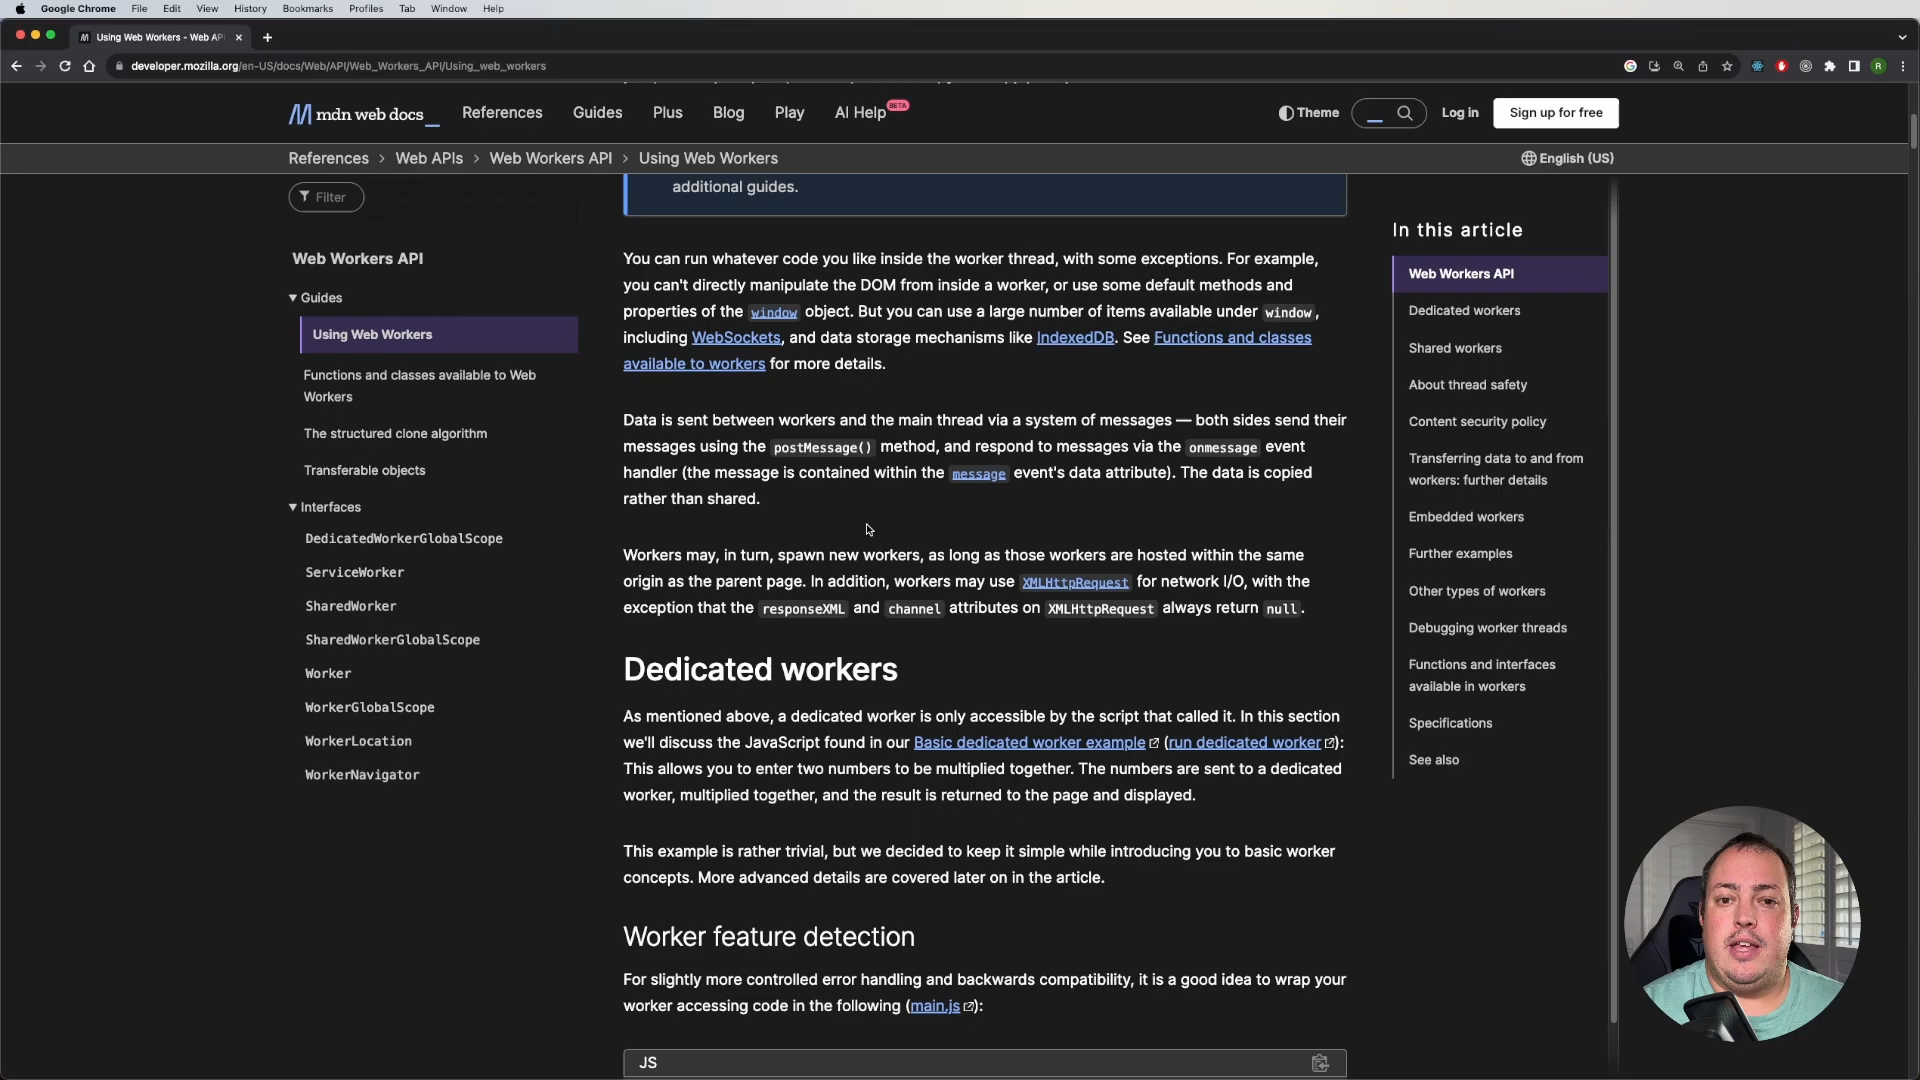 Google Chrome File Edit View History Bookmarks Profiles Tab Window Help
Using Web Workers - Web AP
developer.mozilla.org/en-US/docs/Web/API/Web_Workers_API/Using_web_workers
R
mdn web docs_ References Guides Plus Blog Play AI Help BETA Theme Log in Sign up for free
References > Web APIs > Web Workers API > Using Web Workers English (US)
Filter
Web Workers API
Guides
Using Web Workers
Functions and classes available to Web
Workers
The structured clone algorithm
Transferable objects
Interfaces
DedicatedWorkerGlobalScope
ServiceWorker
SharedWorker
SharedWorkerGlobalScope
Worker
WorkerGlobalScope
WorkerLocation
WorkerNavigator
additional guides.
You can run whatever code you like inside the worker thread, with some exceptions. For example,
you can't directly manipulate the DOM from inside a worker, or use some default methods and
properties of the window object. But you can use a large number of items available under window,
including WebSockets, and data storage mechanisms like IndexedDB. See Functions and classes
available to workers for more details.
Data is sent between workers and the main thread via a system of messages — both sides send their
messages using the postMessage() method, and respond to messages via the onmessage event
handler (the message is contained within the message event's data attribute). The data is copied
rather than shared.
Workers may, in turn, spawn new workers, as long as those workers are hosted within the same
origin as the parent page. In addition, workers may use XMLHttpRequest for network I/O, with the
exception that the responseXML and channel attributes on XMLHttpRequest always return null.
Dedicated workers
As mentioned above, a dedicated worker is only accessible by the script that called it. In this section
we'll discuss the JavaScript found in our Basic dedicated worker example (run dedicated worker):
This allows you to enter two numbers to be multiplied together. The numbers are sent to a dedicated
worker, multiplied together, and the result is returned to the page and displayed.
This example is rather trivial, but we decided to keep it simple while introducing you to basic worker
concepts. More advanced details are covered later on in the article.
Worker feature detection
For slightly more controlled error handling and backwards compatibility, it is a good idea to wrap your
worker accessing code in the following (main.js):
JS
In this article
Web Workers API
Dedicated workers
Shared workers
About thread safety
Content security policy
Transferring data to and from
workers: further details
Embedded workers
Further examples
Other types of workers
Debugging worker threads
Functions and interfaces
available in workers
Specifications
See also